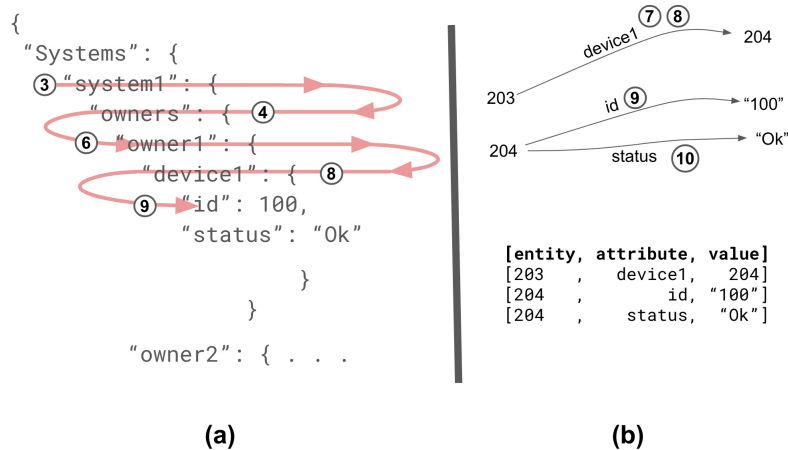 {
“Systems”: {
③ “system1”: {
“owners”: { ④
⑥ “owner1”: {
“device1”: { ⑧
⑨ “id”: 100,
“status”: “Ok”
}
}
“owner2”: { . . .
(a)
⑦ ⑧
device1
204
203
id ⑨
“100”
204
“Ok”
status ⑩
[entity, attribute, value]
[203 , device1, 204]
[204 , id, “100”]
[204 , status, “Ok”]
(b)